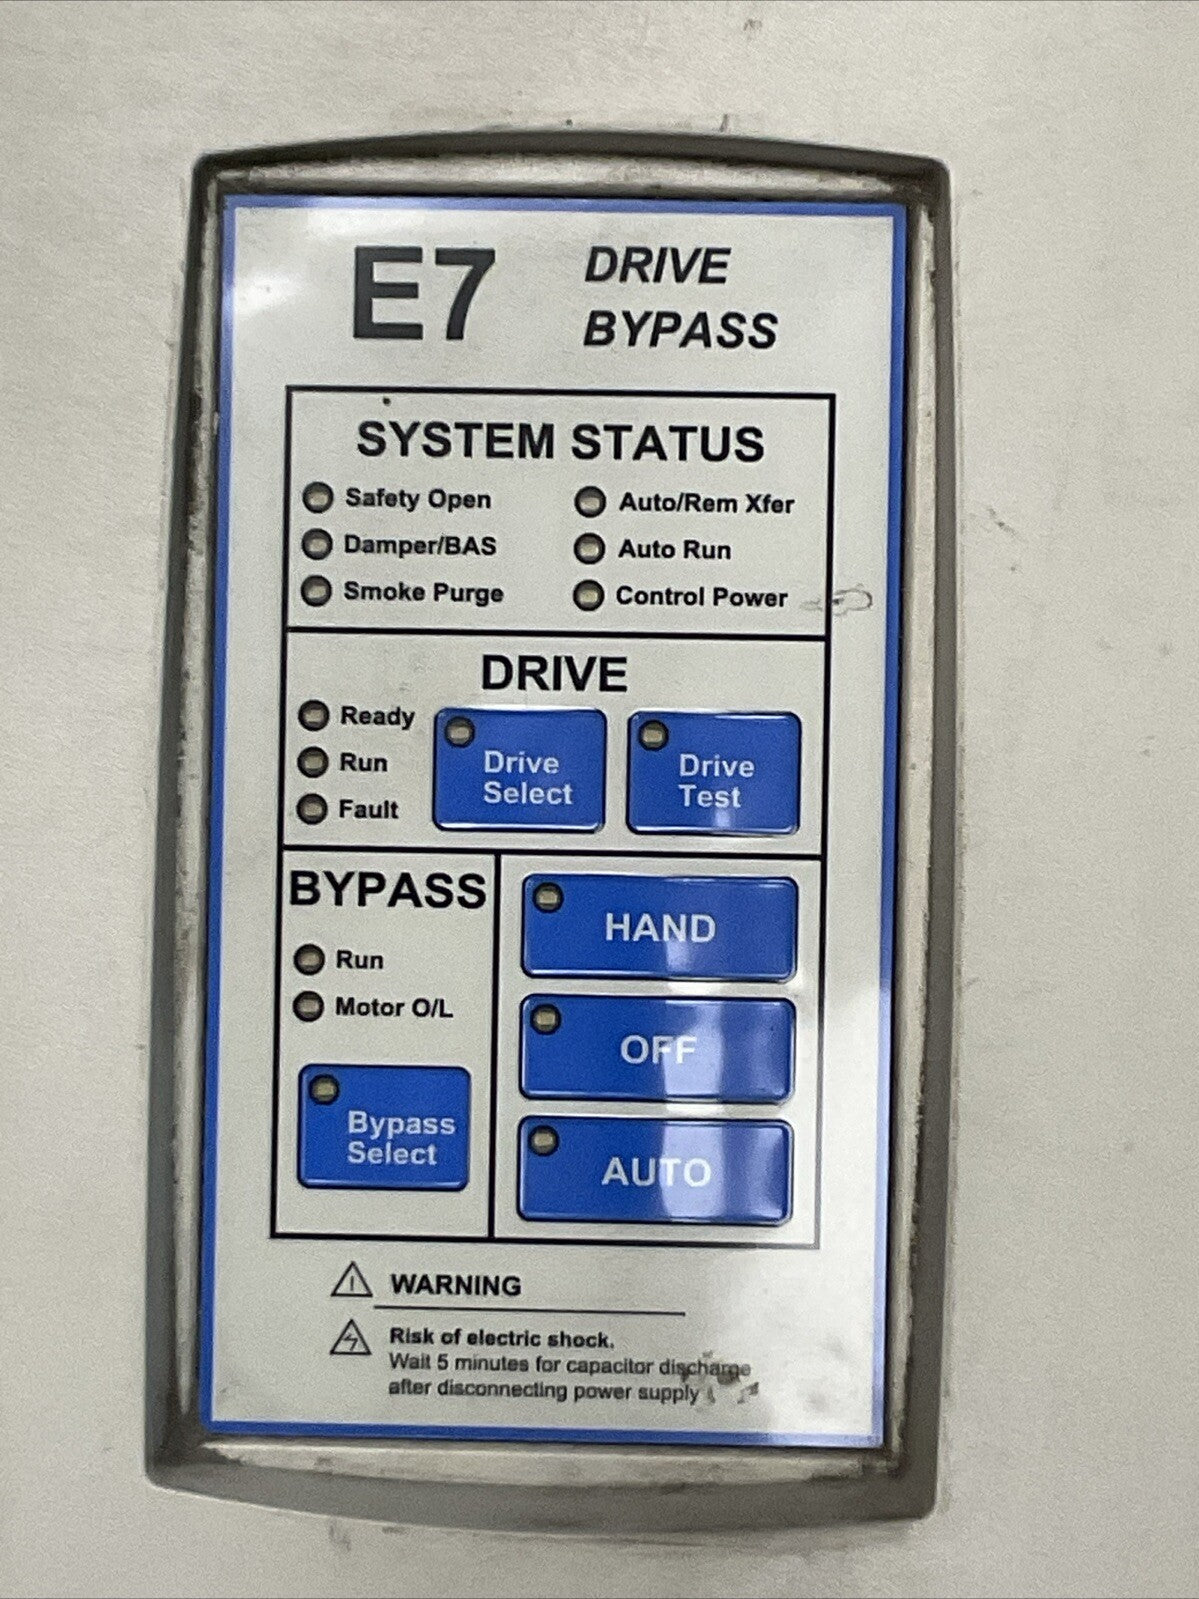 E7
DRIVE
BYPASS
SYSTEM STATUS
Safety Open
Auto/Rem Xfer
Damper/BAS
Auto Run
Smoke Purge
Control Power
DRIVE
Ready
Run
Fault
Drive
Select
Drive
Test
BYPASS
Run
Motor O/L
Bypass
Select
HAND
OFF
AUTO
WARNING
Risk of electric shock.
Wait 5 minutes for capacitor discharge
after disconnecting power supply